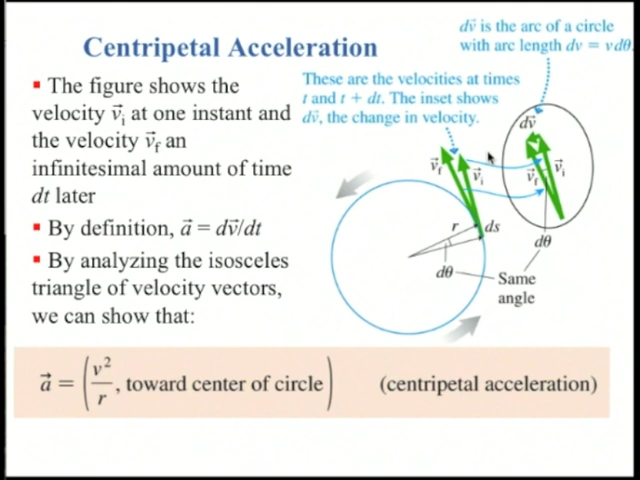 Centripetal Acceleration
dv⃗ is the arc of a circle
with arc length dv = vdθ
▪ The figure shows the
velocity v⃗ᵢ at one instant and
the velocity v⃗f an
infinitesimal amount of time
dt later
▪ By definition, a⃗ = dv⃗/dt
▪ By analyzing the isosceles
triangle of velocity vectors,
we can show that:
These are the velocities at times
t and t + dt. The inset shows
dv⃗, the change in velocity.
dv⃗
v⃗f
v⃗ᵢ
v⃗f
v⃗ᵢ
r
ds
dθ
dθ
Same
angle
a⃗ = (v²/r, toward center of circle) (centripetal acceleration)